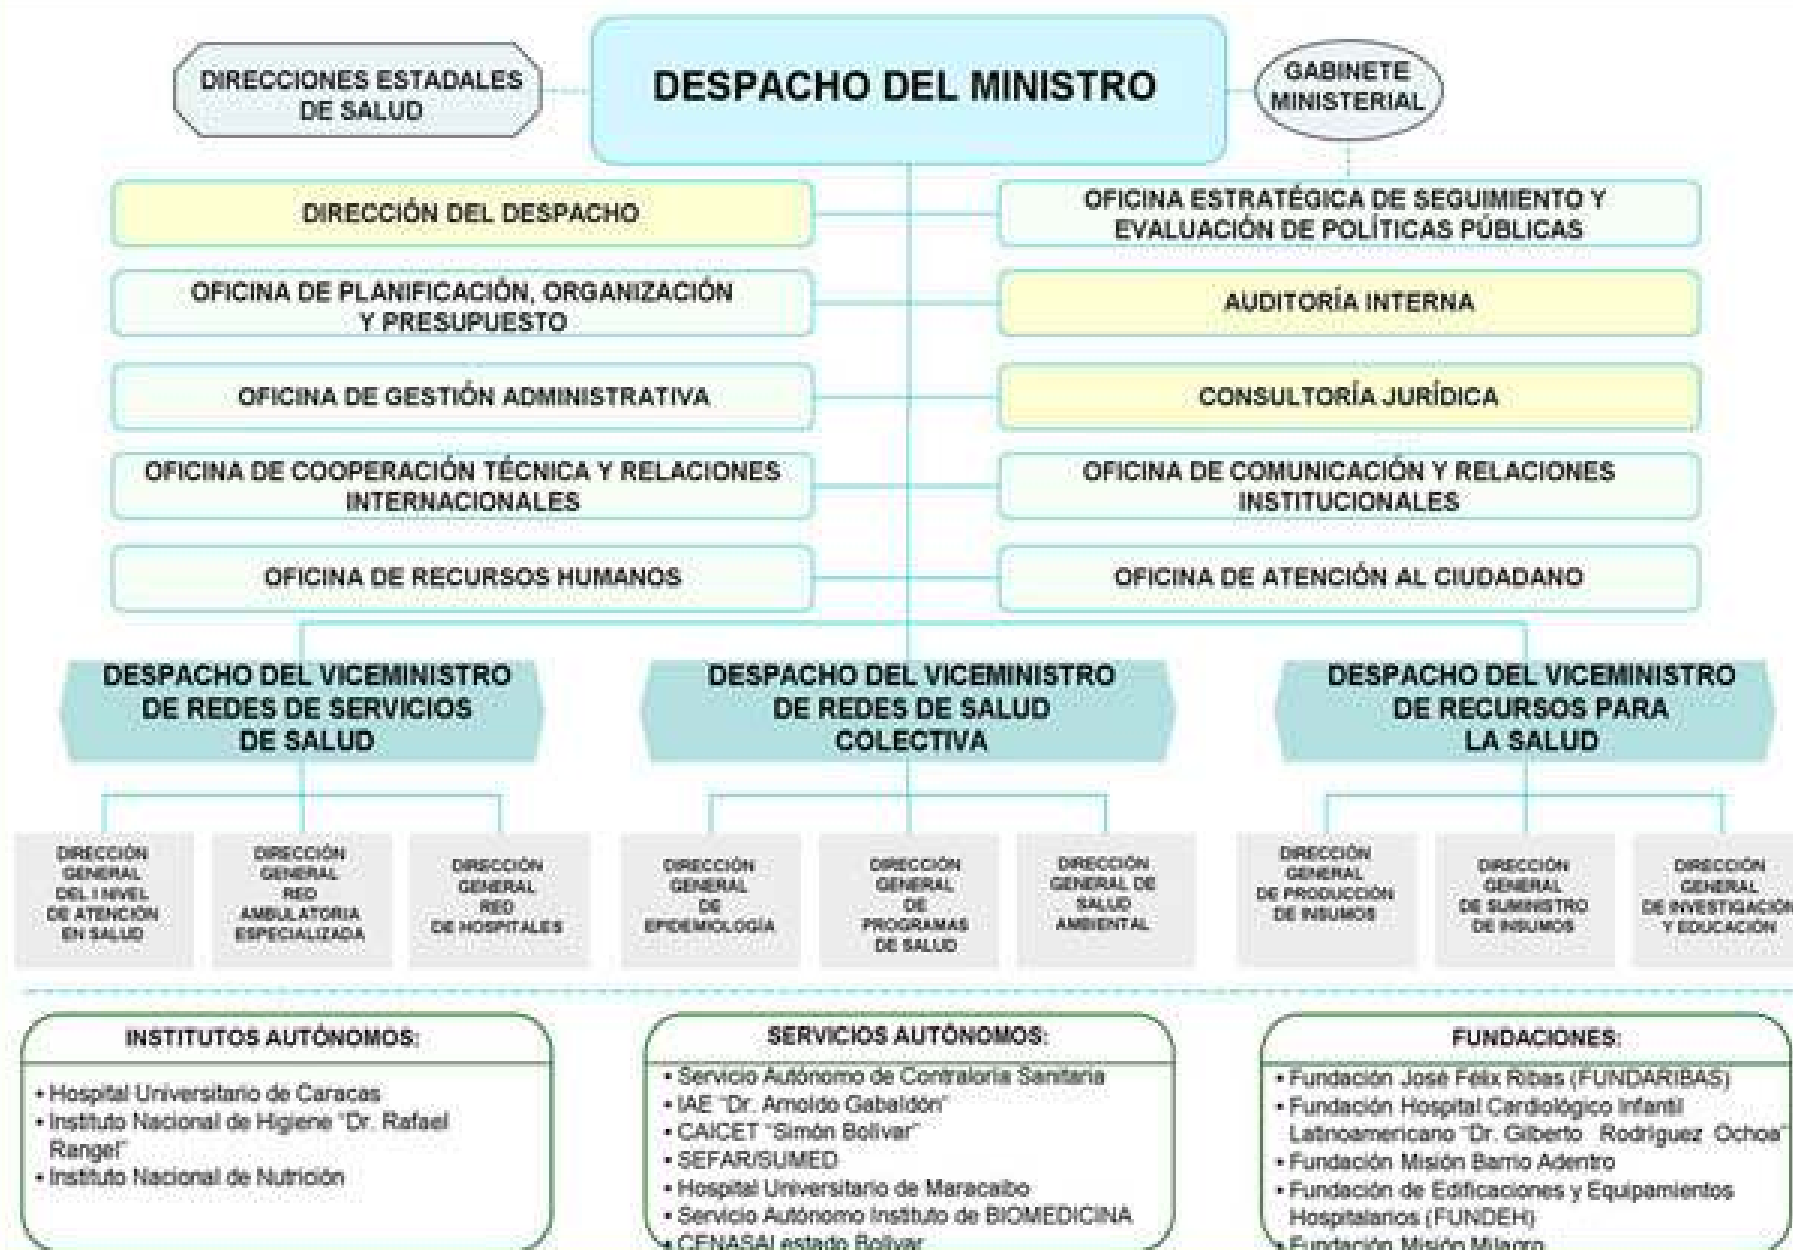 DIRECCIONES ESTADALES
DE SALUD
DESPACHO DEL MINISTRO
GABINETE
MINISTERIAL
DIRECCIÓN DEL DESPACHO
OFICINA ESTRATÉGICA DE SEGUIMIENTO Y
EVALUACIÓN DE POLÍTICAS PÚBLICAS
OFICINA DE PLANIFICACIÓN, ORGANIZACIÓN
Y PRESUPUESTO
AUDITORÍA INTERNA
OFICINA DE GESTIÓN ADMINISTRATIVA
CONSULTORÍA JURÍDICA
OFICINA DE COOPERACIÓN TÉCNICA Y RELACIONES
INTERNACIONALES
OFICINA DE COMUNICACIÓN Y RELACIONES
INSTITUCIONALES
OFICINA DE RECURSOS HUMANOS
OFICINA DE ATENCIÓN AL CIUDADANO
DESPACHO DEL VICEMINISTRO
DE REDES DE SERVICIOS
DE SALUD
DESPACHO DEL VICEMINISTRO
DE REDES DE SALUD
COLECTIVA
DESPACHO DEL VICEMINISTRO
DE RECURSOS PARA
LA SALUD
DIRECCIÓN
GENERAL
DEL I NIVEL
DE ATENCIÓN
EN SALUD
DIRECCIÓN
GENERAL
RED
AMBULATORIA
ESPECIALIZADA
DIRECCIÓN
GENERAL
RED
DE HOSPITALES
DIRECCIÓN
GENERAL
DE
EPIDEMIOLOGÍA
DIRECCIÓN
GENERAL
DE
PROGRAMAS
DE SALUD
DIRECCIÓN
GENERAL DE
SALUD
AMBIENTAL
DIRECCIÓN
GENERAL
DE PRODUCCIÓN
DE INSUMOS
DIRECCIÓN
GENERAL
DE SUMINISTRO
DE INSUMOS
DIRECCIÓN
GENERAL
DE INVESTIGACIÓN
Y EDUCACIÓN
INSTITUTOS AUTÓNOMOS:
• Hospital Universitario de Caracas
• Instituto Nacional de Higiene "Dr. Rafael
Rangel"
• Instituto Nacional de Nutrición
SERVICIOS AUTÓNOMOS:
• Servicio Autónomo de Contraloría Sanitaria
• IAE "Dr. Arnoldo Gabaldón"
• CAICET "Simón Bolívar"
• SEFAR/SUMED
• Hospital Universitario de Maracaibo
• Servicio Autónomo Instituto de BIOMEDICINA
• CENASAI estado Bolívar
FUNDACIONES:
• Fundación José Félix Ribas (FUNDARIBAS)
• Fundación Hospital Cardiológico Infantil
Latinoamericano "Dr. Gilberto Rodríguez Ochoa"
• Fundación Misión Barrio Adentro
• Fundación de Edificaciones y Equipamientos
Hospitalarios (FUNDEH)
• Fundación Misión Milagro